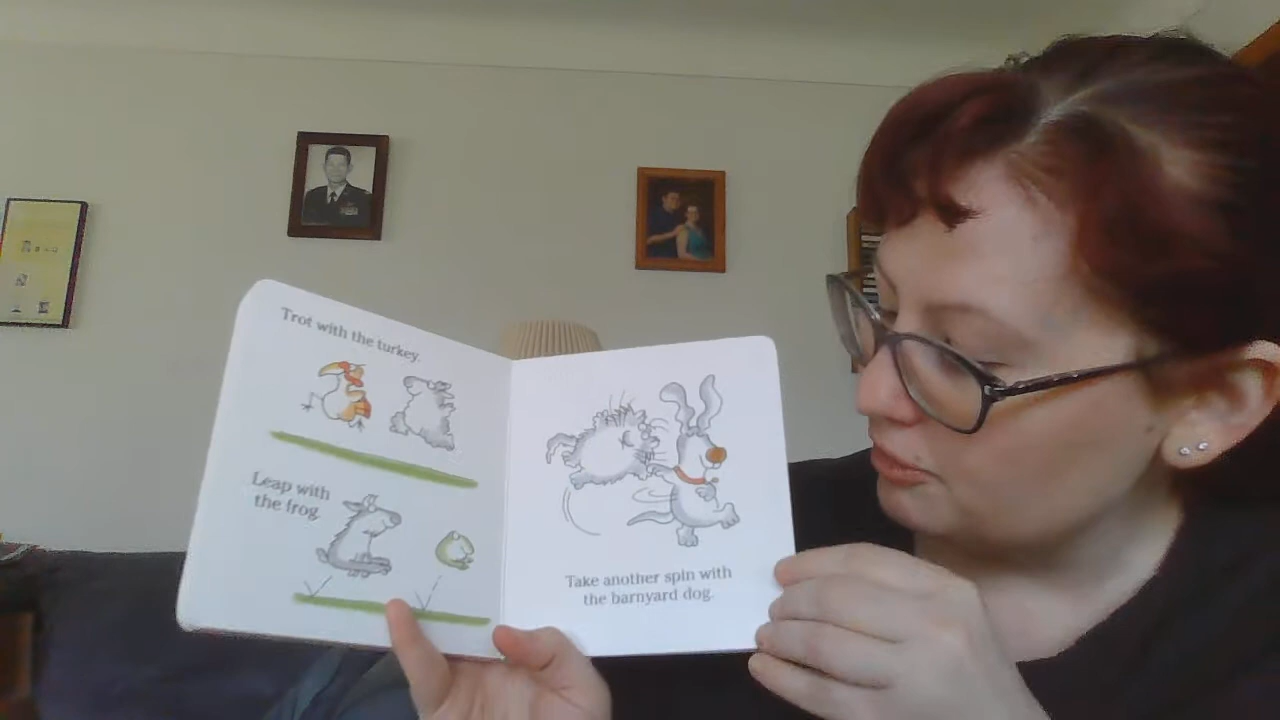 Trot with the turkey.
Leap with
the frog.
Take another spin with
the barnyard dog.